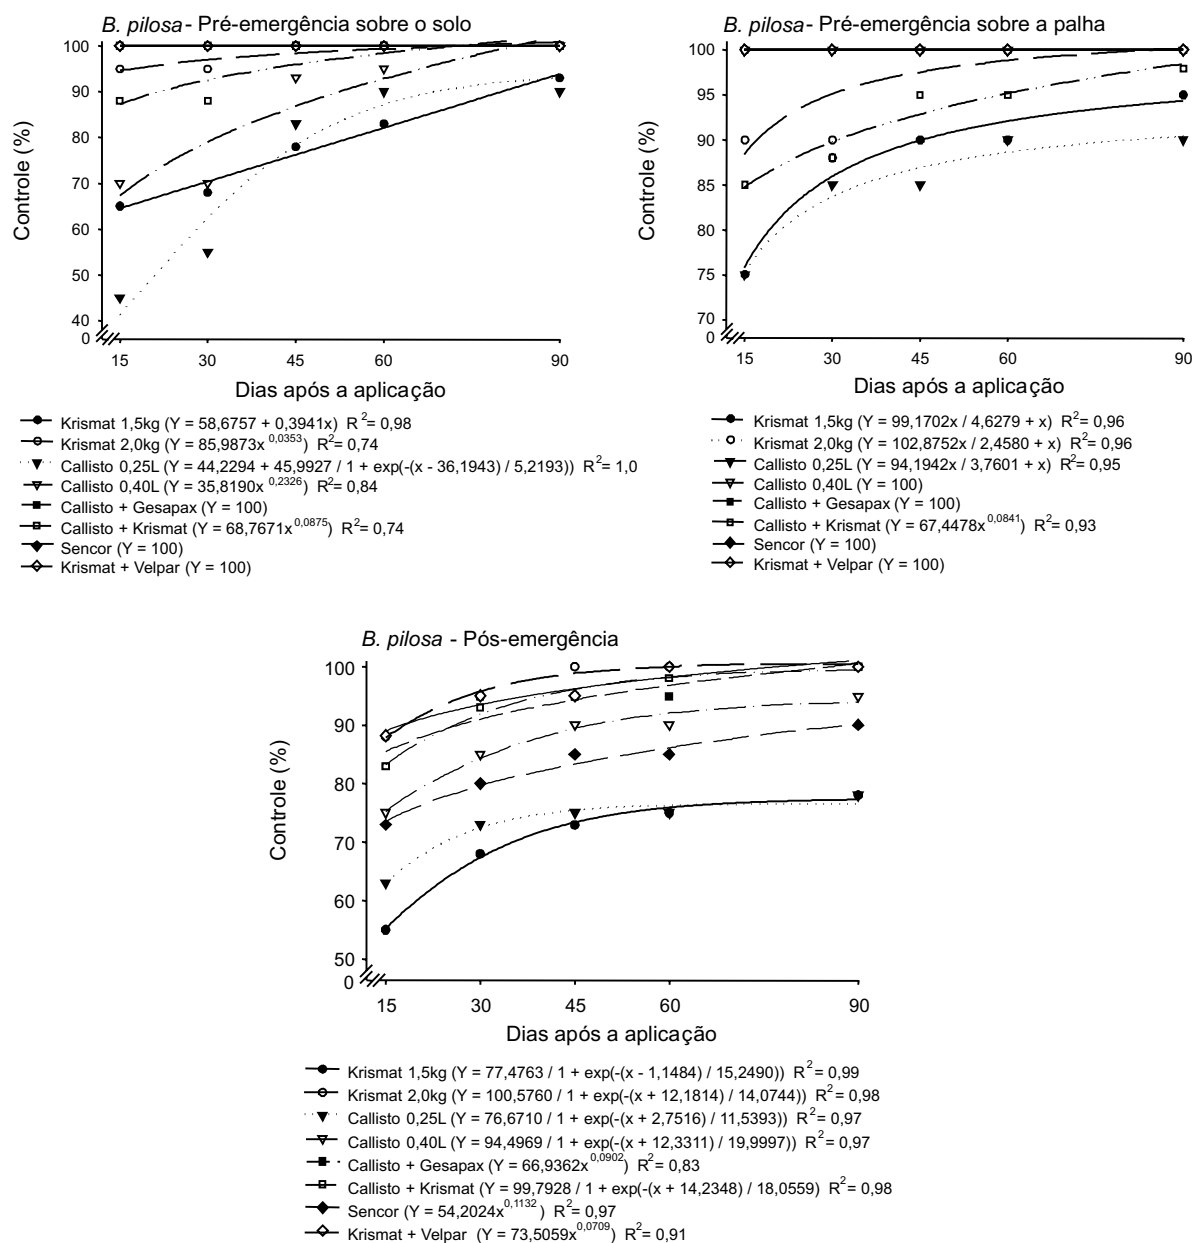 B. pilosa - Pré-emergência sobre o solo
Controle (%)
100
90
80
70
60
50
40
0
15 30 45 60 90
Dias após a aplicação
Krismat 1,5kg (Y = 58,6757 + 0,3941x) R²= 0,98
Krismat 2,0kg (Y = 85,9873x^0,0353) R²= 0,74
Callisto 0,25L (Y = 44,2294 + 45,9927 / 1 + exp(-(x - 36,1943) / 5,2193)) R²= 1,0
Callisto 0,40L (Y = 35,8190x^0,2326) R²= 0,84
Callisto + Gesapax (Y = 100)
Callisto + Krismat (Y = 68,7671x^0,0875) R²= 0,74
Sencor (Y = 100)
Krismat + Velpar (Y = 100)
B. pilosa - Pré-emergência sobre a palha
Controle (%)
100
95
90
85
80
75
70
0
15 30 45 60 90
Dias após a aplicação
Krismat 1,5kg (Y = 99,1702x / 4,6279 + x) R²= 0,96
Krismat 2,0kg (Y = 102,8752x / 2,4580 + x) R²= 0,96
Callisto 0,25L (Y = 94,1942x / 3,7601 + x) R²= 0,95
Callisto 0,40L (Y = 100)
Callisto + Gesapax (Y = 100)
Callisto + Krismat (Y = 67,4478x^0,0841) R²= 0,93
Sencor (Y = 100)
Krismat + Velpar (Y = 100)
B. pilosa - Pós-emergência
Controle (%)
100
90
80
70
60
50
0
15 30 45 60 90
Dias após a aplicação
Krismat 1,5kg (Y = 77,4763 / 1 + exp(-(x - 1,1484) / 15,2490)) R²= 0,99
Krismat 2,0kg (Y = 100,5760 / 1 + exp(-(x + 12,1814) / 14,0744)) R²= 0,98
Callisto 0,25L (Y = 76,6710 / 1 + exp(-(x + 2,7516) / 11,5393)) R²= 0,97
Callisto 0,40L (Y = 94,4969 / 1 + exp(-(x + 12,3311) / 19,9997)) R²= 0,97
Callisto + Gesapax (Y = 66,9362x^0,0902) R²= 0,83
Callisto + Krismat (Y = 99,7928 / 1 + exp(-(x + 14,2348) / 18,0559) R²= 0,98
Sencor (Y = 54,2024x^0,1132) R²= 0,97
Krismat + Velpar (Y = 73,5059x^0,0709) R²= 0,91